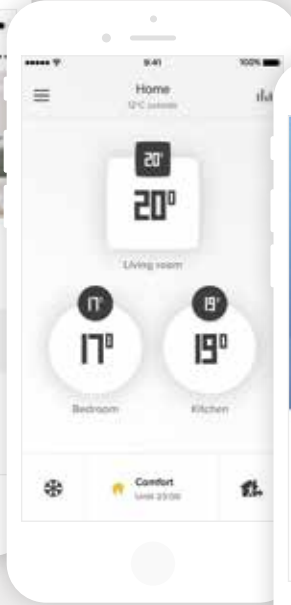 9:41 100%
Home
12°C outside
20°
20°
Living room
17° 19°
17° 19°
Bedroom Kitchen
Comfort
Until 23:00